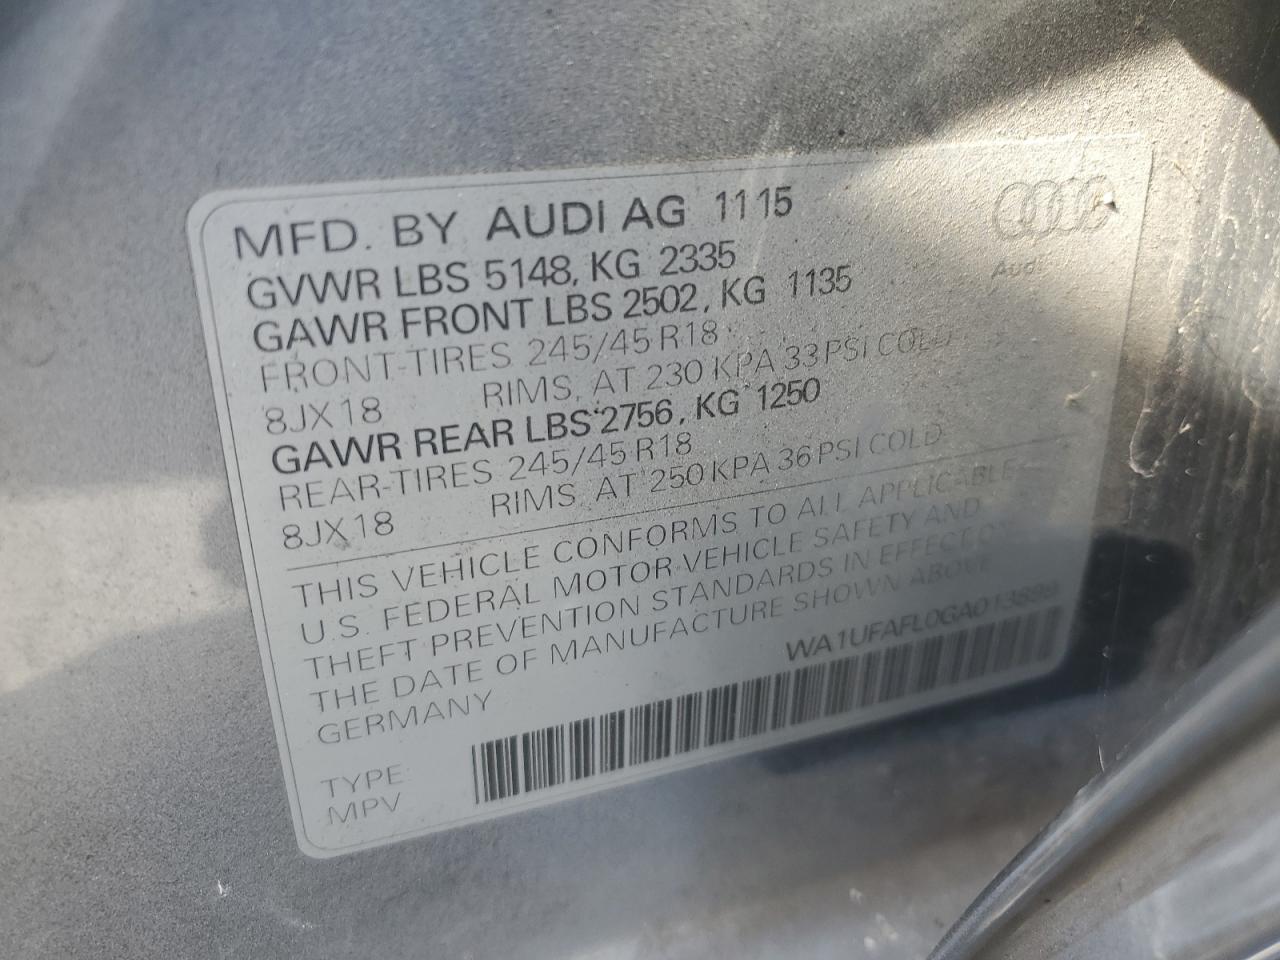 MFD. BY AUDI AG 11 15
GVWR LBS 5148, KG 2335
GAWR FRONT LBS 2502, KG 1135
FRONT-TIRES 245/45 R18
8JX18 RIMS, AT 230 KPA 33 PSI COLD
GAWR REAR LBS 2756, KG 1250
REAR-TIRES 245/45 R18
8JX18 RIMS, AT 250 KPA 36 PSI COLD
THIS VEHICLE CONFORMS TO ALL APPLICABLE
U.S. FEDERAL MOTOR VEHICLE SAFETY AND
THEFT PREVENTION STANDARDS IN EFFECT ON
THE DATE OF MANUFACTURE SHOWN ABOVE
GERMANY
TYPE
MPV
Audi